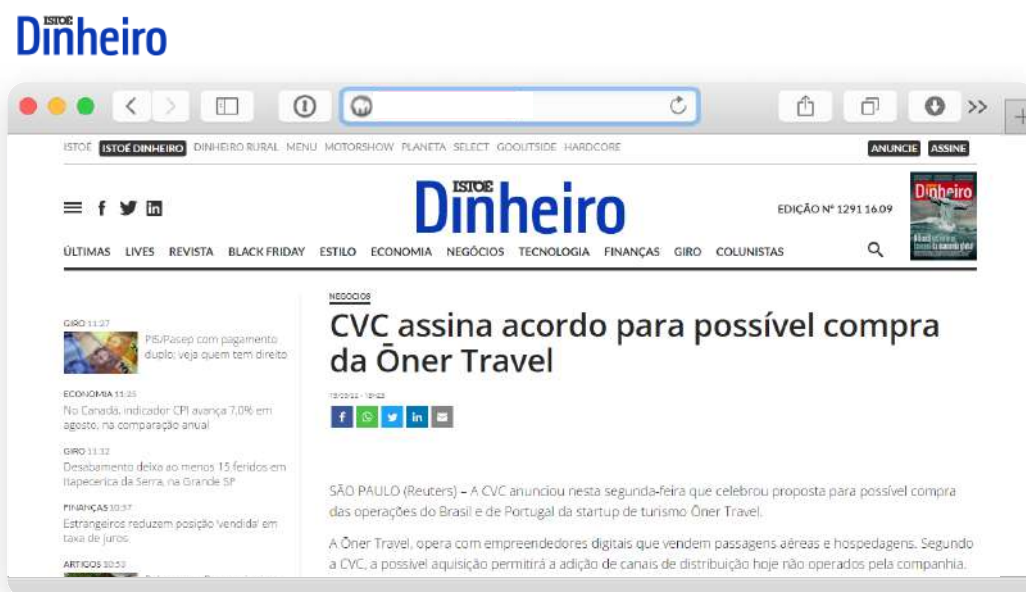 ISTOÉ
Dinheiro
ISTOÉ ISTOÉ DINHEIRO DINHEIRO RURAL MENU MOTORSHOW PLANETA SELECT GOOUTSIDE HARDCORE
ANUNCIE ASSINE
ISTOÉ
Dinheiro
EDIÇÃO Nº 1291 16.09
Dinheiro
ÚLTIMAS LIVES REVISTA BLACK FRIDAY ESTILO ECONOMIA NEGÓCIOS TECNOLOGIA FINANÇAS GIRO COLUNISTAS
GIRO 11:27
PIS/Pasep com pagamento
duplo; veja quem tem direito
ECONOMIA 11:25
No Canadá, indicador CPI avança 7,0% em
agosto, na comparação anual
GIRO 11:12
Desabamento deixa ao menos 15 feridos em
Itapecerica da Serra, na Grande SP
FINANÇAS 10:57
Estrangeiros reduzem posição 'vendida' em
taxa de juros
ARTIGOS 10:53
NEGÓCIOS
CVC assina acordo para possível compra
da Ōner Travel
SÃO PAULO (Reuters) – A CVC anunciou nesta segunda-feira que celebrou proposta para possível compra
das operações do Brasil e de Portugal da startup de turismo Ōner Travel.
A Ōner Travel, opera com empreendedores digitais que vendem passagens aéreas e hospedagens. Segundo
a CVC, a possível aquisição permitirá a adição de canais de distribuição hoje não operados pela companhia.